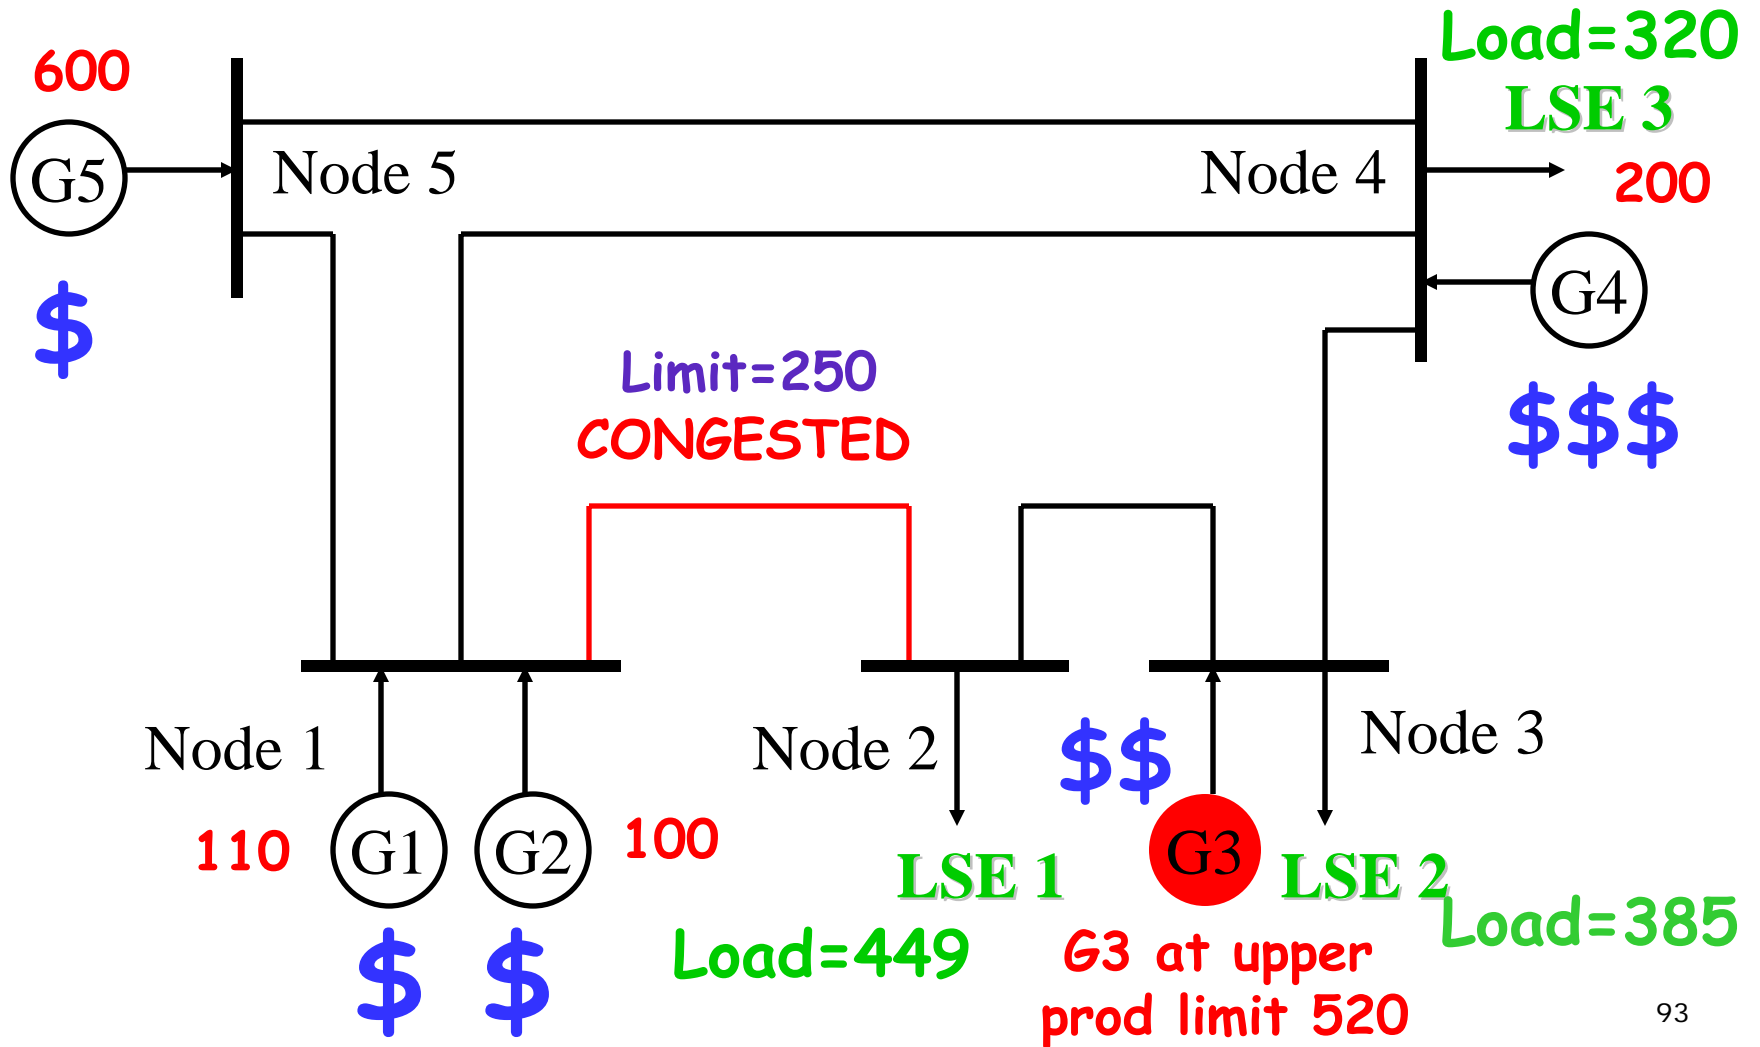 Load=320
600
LSE 3
G5
Node 5
Node 4
200
G4
$
Limit=250
$$$
CONGESTED
Node 1
Node 2
$$
Node 3
110
G1
G2
100
LSE 1
G3
LSE 2
Load=385
$
$
Load=449
G3 at upper
prod limit 520
93